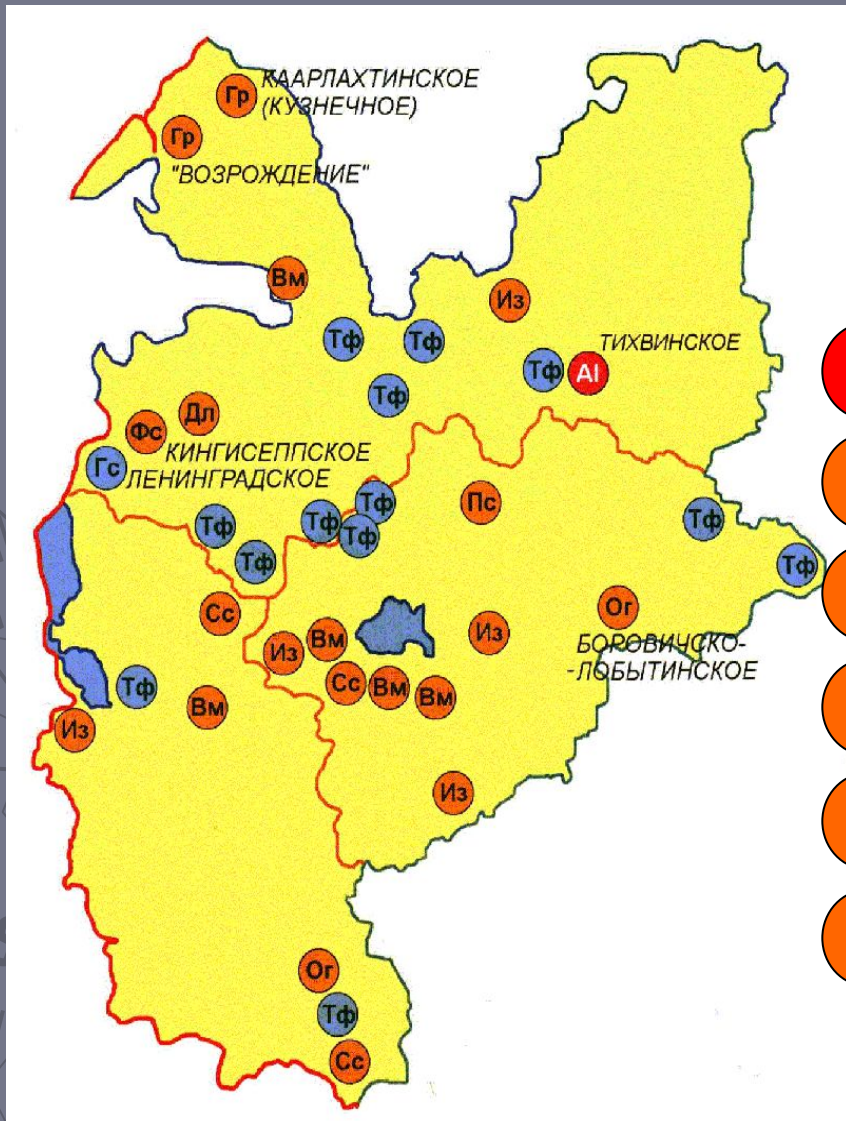 Гр
КААРЛАХТИНСКОЕ
(КУЗНЕЧНОЕ)
Гр
"ВОЗРОЖДЕНИЕ"
Вм
Из
Тф
Тф
ТИХВИНСКОЕ
Тф
Al
Тф
Дл
Фс
КИНГИСЕППСКОЕ
Гс
ЛЕНИНГРАДСКОЕ
Тф
Пс
Тф
Тф
Тф
Тф
Тф
Тф
Сс
Ог
Вм
Из
Из
БОРОВИЧСКО-
-ЛОБЫТИНСКОЕ
Тф
Сс
Вм
Вм
Вм
Из
Из
Ог
Тф
Сс